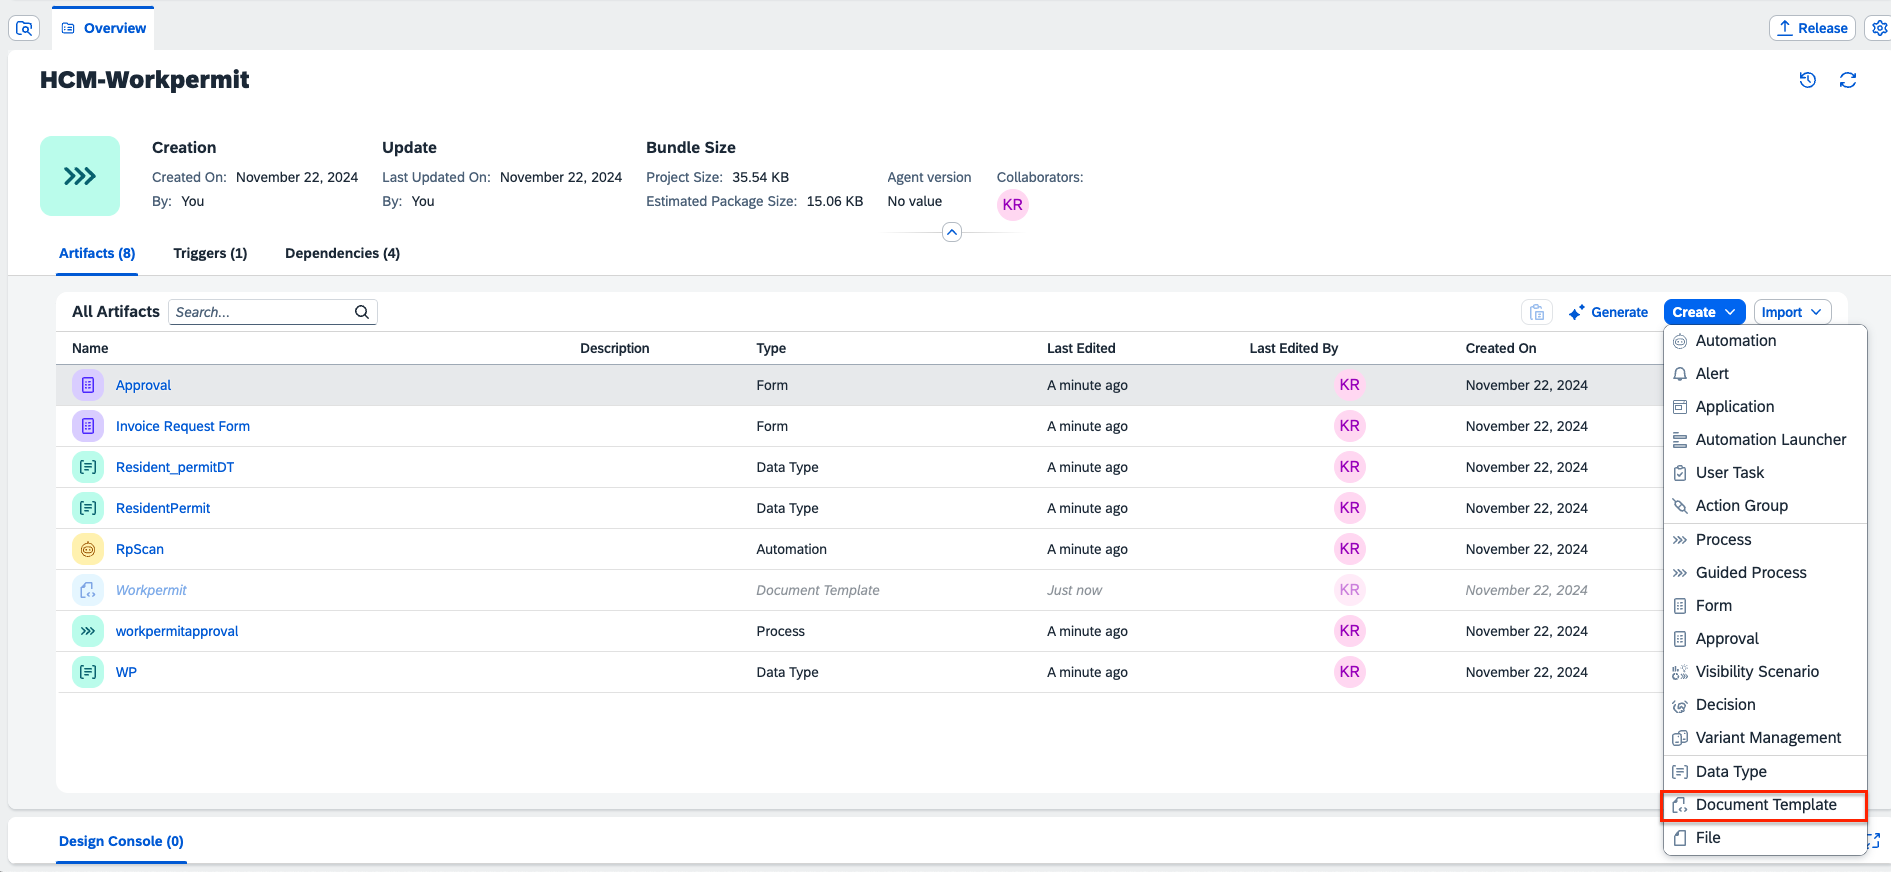 Overview
Release
HCM-Workpermit
Creation
Created On: November 22, 2024
By: You
Update
Last Updated On: November 22, 2024
By: You
Bundle Size
Project Size: 35.54 KB
Estimated Package Size: 15.06 KB
Agent version
No value
Collaborators:
KR
Artifacts (8) Triggers (1) Dependencies (4)
All Artifacts Search... Generate Create Import
Name Description Type Last Edited Last Edited By Created On
Approval Form A minute ago KR November 22, 2024
Invoice Request Form Form A minute ago KR November 22, 2024
Resident_permitDT Data Type A minute ago KR November 22, 2024
ResidentPermit Data Type A minute ago KR November 22, 2024
RpScan Automation A minute ago KR November 22, 2024
Workpermit Document Template Just now KR November 22, 2024
workpermitapproval Process A minute ago KR November 22, 2024
WP Data Type A minute ago KR November 22, 2024
Automation
Alert
Application
Automation Launcher
User Task
Action Group
Process
Guided Process
Form
Approval
Visibility Scenario
Decision
Variant Management
Data Type
Document Template
File
Design Console (0)